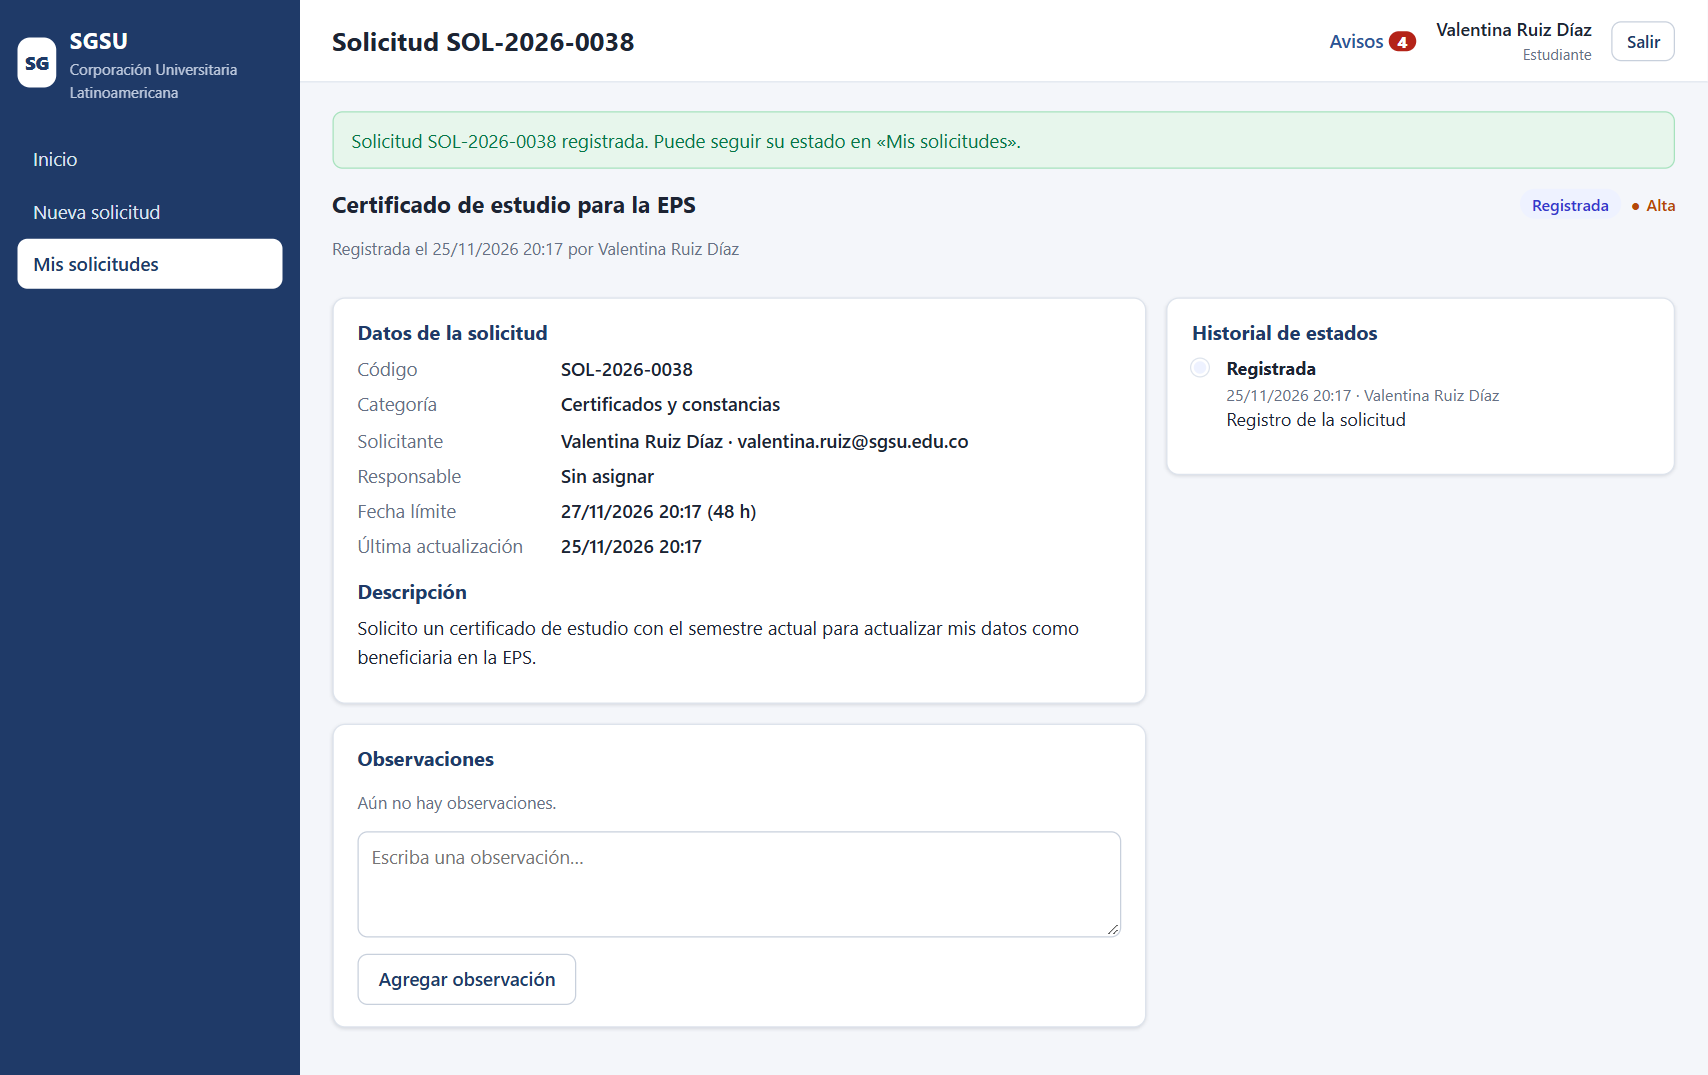 SG
SGSU
Corporación Universitaria
Latinoamericana
Inicio
Nueva solicitud
Mis solicitudes
Solicitud SOL-2026-0038
Avisos 4
Valentina Ruiz Díaz
Estudiante
Salir
Solicitud SOL-2026-0038 registrada. Puede seguir su estado en «Mis solicitudes».
Certificado de estudio para la EPS
Registrada
• Alta
Registrada el 25/11/2026 20:17 por Valentina Ruiz Díaz
Datos de la solicitud
Código SOL-2026-0038
Categoría Certificados y constancias
Solicitante Valentina Ruiz Díaz · valentina.ruiz@sgsu.edu.co
Responsable Sin asignar
Fecha límite 27/11/2026 20:17 (48 h)
Última actualización 25/11/2026 20:17
Descripción
Solicito un certificado de estudio con el semestre actual para actualizar mis datos como
beneficiaria en la EPS.
Historial de estados
Registrada
25/11/2026 20:17 · Valentina Ruiz Díaz
Registro de la solicitud
Observaciones
Aún no hay observaciones.
Escriba una observación...
Agregar observación